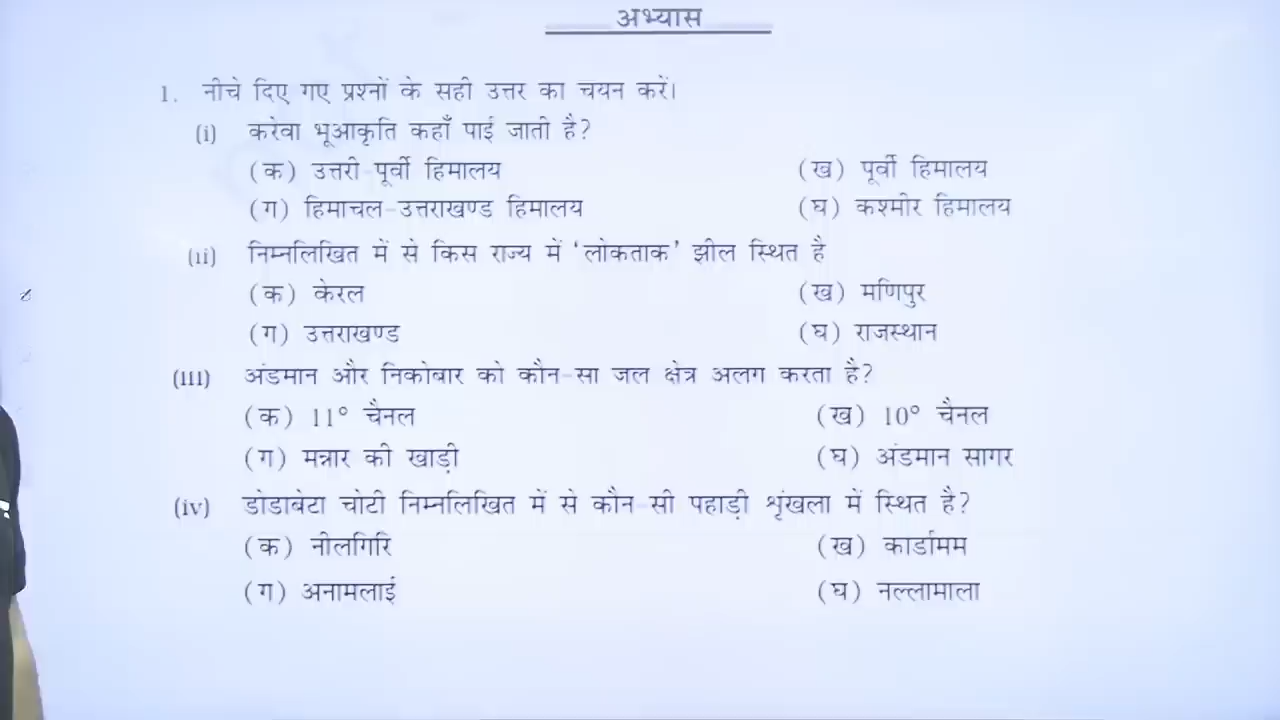 अभ्यास
1. नीचे दिए गए प्रश्नों के सही उत्तर का चयन करें।
(i) करेवा भूआकृति कहाँ पाई जाती है?
(क) उत्तरी-पूर्वी हिमालय (ख) पूर्वी हिमालय
(ग) हिमाचल-उत्तराखण्ड हिमालय (घ) कश्मीर हिमालय
(ii) निम्नलिखित में से किस राज्य में 'लोकताक' झील स्थित है
(क) केरल (ख) मणिपुर
(ग) उत्तराखण्ड (घ) राजस्थान
(iii) अंडमान और निकोबार को कौन-सा जल क्षेत्र अलग करता है?
(क) 11° चैनल (ख) 10° चैनल
(ग) मन्नार की खाड़ी (घ) अंडमान सागर
(iv) डोडाबेटा चोटी निम्नलिखित में से कौन-सी पहाड़ी शृंखला में स्थित है?
(क) नीलगिरि (ख) कार्डामम
(ग) अनामलाई (घ) नल्लामाला